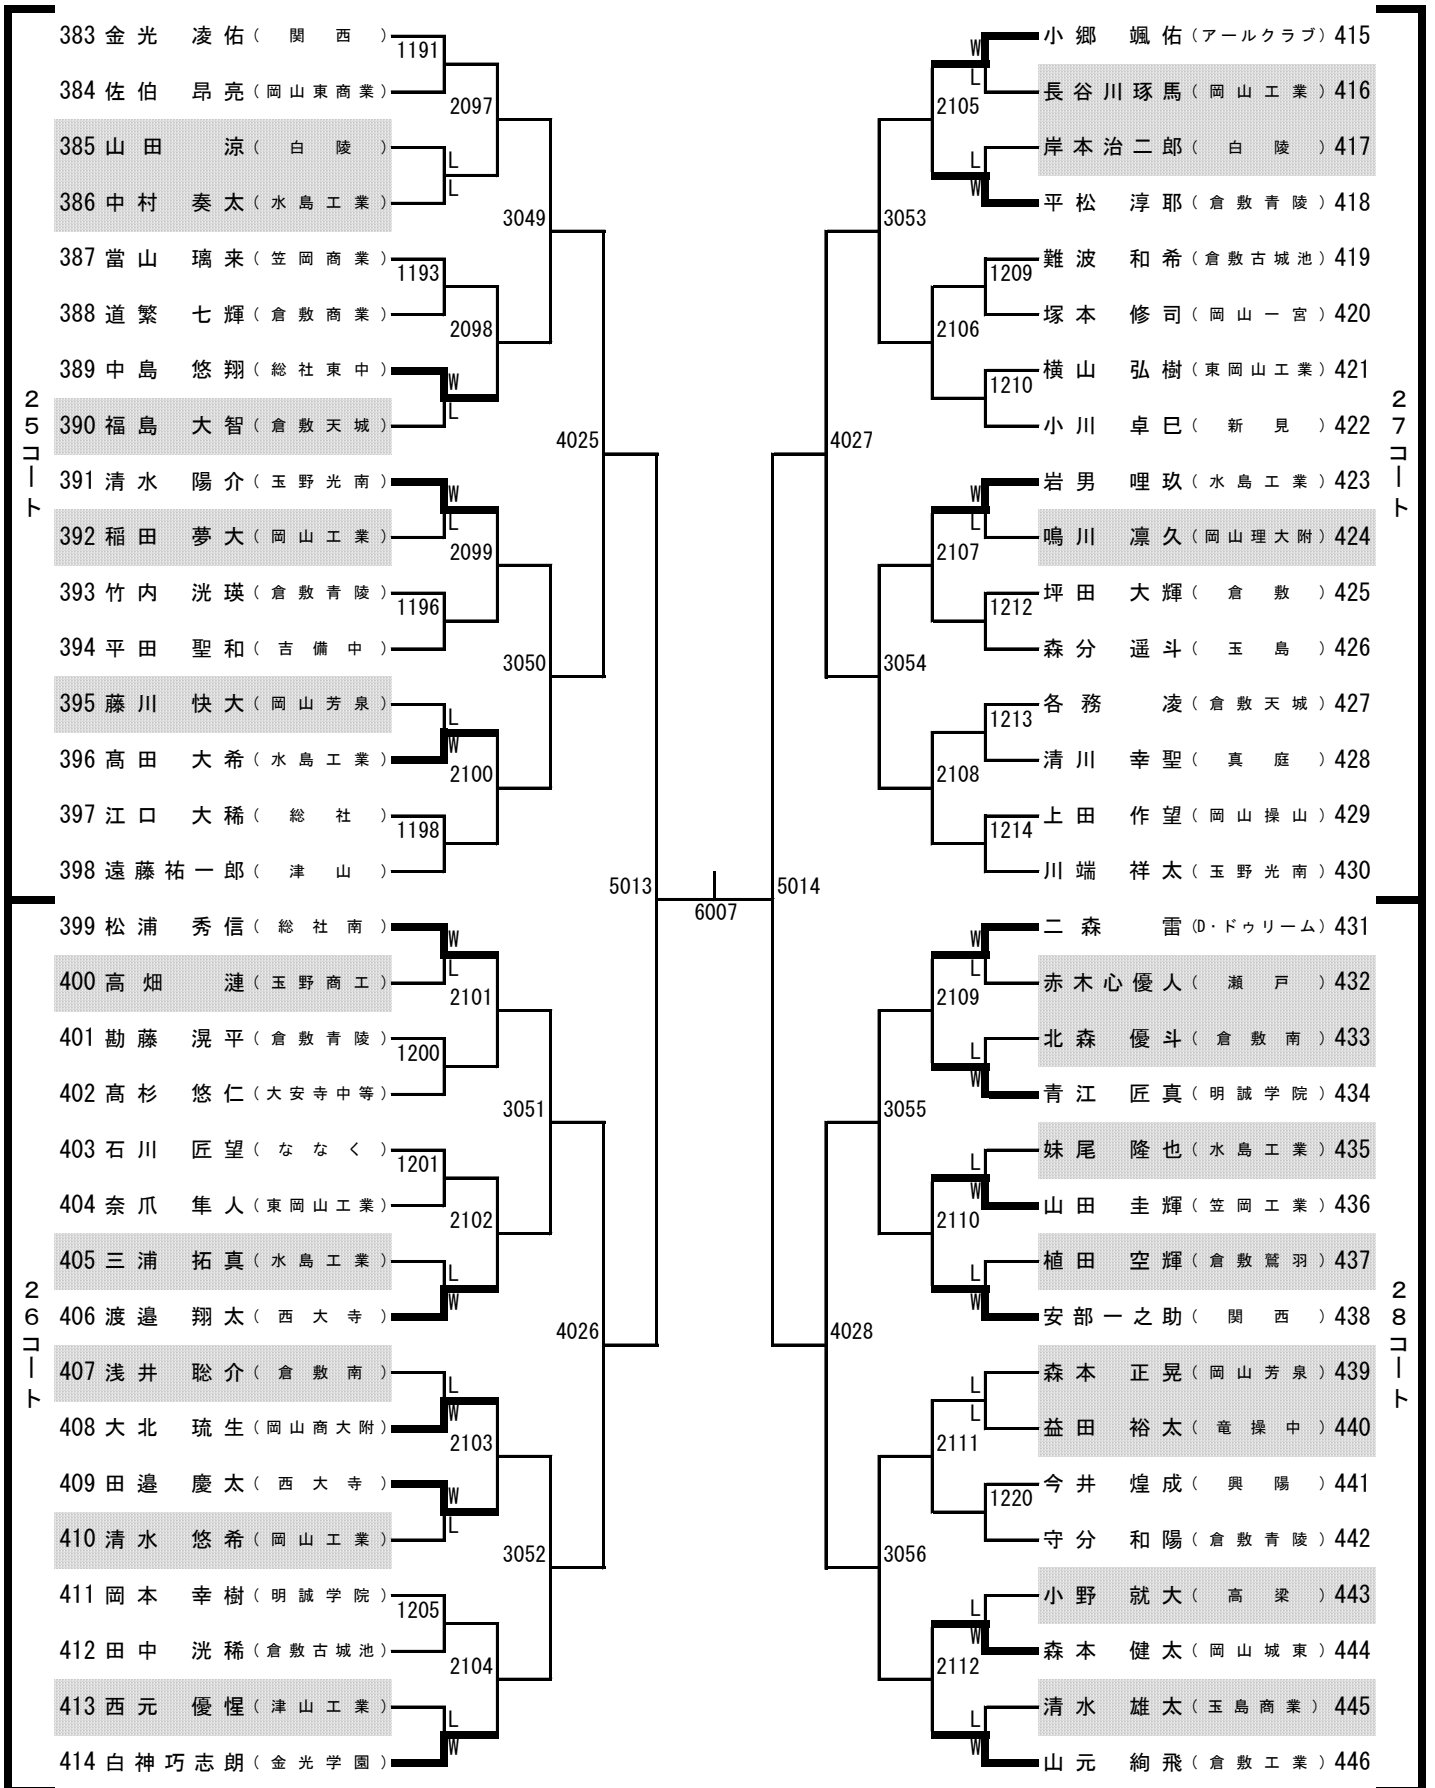 25コート
383 金光 凌佑 (関西)
1191
384 佐伯 昂亮 (岡山東商業)
2097
385 山田 涼 (白陵) L
386 中村 奏太 (水島工業) L
3049
387 當山 璃来 (笠岡商業)
1193
388 道繁 七輝 (倉敷商業)
2098
389 中島 悠翔 (総社東中) W
390 福島 大智 (倉敷天城) L
4025
391 清水 陽介 (玉野光南) W
392 稲田 夢大 (岡山工業) L
2099
393 竹内 洸瑛 (倉敷青陵)
1196
394 平田 聖和 (吉備中)
3050
395 藤川 快大 (岡山芳泉) L
396 髙田 大希 (水島工業) W
2100
397 江口 大稀 (総社)
1198
398 遠藤祐一郎 (津山)
5013
26コート
399 松浦 秀信 (総社南) W
400 高畑 漣 (玉野商工) L
2101
401 勘藤 滉平 (倉敷青陵)
1200
402 髙杉 悠仁 (大安寺中等)
3051
403 石川 匠望 (ななく)
1201
404 奈爪 隼人 (東岡山工業)
2102
405 三浦 拓真 (水島工業) L
406 渡邉 翔太 (西大寺) W
4026
407 浅井 聡介 (倉敷南) L
408 大北 琉生 (岡山商大附) W
2103
409 田邉 慶太 (西大寺) W
410 清水 悠希 (岡山工業) L
3052
411 岡本 幸樹 (明誠学院)
1205
412 田中 洸稀 (倉敷古城池)
2104
413 西元 優惺 (津山工業) L
414 白神巧志朗 (金光学園) W
6007
27コート
W 小郷 颯佑 (アールクラブ) 415
L 長谷川琢馬 (岡山工業) 416
2105
L 岸本治二郎 (白陵) 417
W 平松 淳耶 (倉敷青陵) 418
3053
難波 和希 (倉敷古城池) 419
1209
塚本 修司 (岡山一宮) 420
2106
横山 弘樹 (東岡山工業) 421
1210
小川 卓巳 (新見) 422
4027
W 岩男 哩玖 (水島工業) 423
L 鳴川 凛久 (岡山理大附) 424
2107
坪田 大輝 (倉敷) 425
1212
森分 遥斗 (玉島) 426
3054
各務 凌 (倉敷天城) 427
1213
清川 幸聖 (真庭) 428
2108
上田 作望 (岡山操山) 429
1214
川端 祥太 (玉野光南) 430
5014
28コート
W 二森 雷 (D・ドゥリーム) 431
L 赤木心優人 (瀬戸) 432
2109
L 北森 優斗 (倉敷南) 433
W 青江 匠真 (明誠学院) 434
3055
L 妹尾 隆也 (水島工業) 435
W 山田 圭輝 (笠岡工業) 436
2110
L 植田 空輝 (倉敷鷲羽) 437
W 安部一之助 (関西) 438
4028
L 森本 正晃 (岡山芳泉) 439
L 益田 裕太 (竜操中) 440
2111
今井 煌成 (興陽) 441
1220
守分 和陽 (倉敷青陵) 442
3056
L 小野 就大 (高梁) 443
W 森本 健太 (岡山城東) 444
2112
L 清水 雄太 (玉島商業) 445
W 山元 絢飛 (倉敷工業) 446